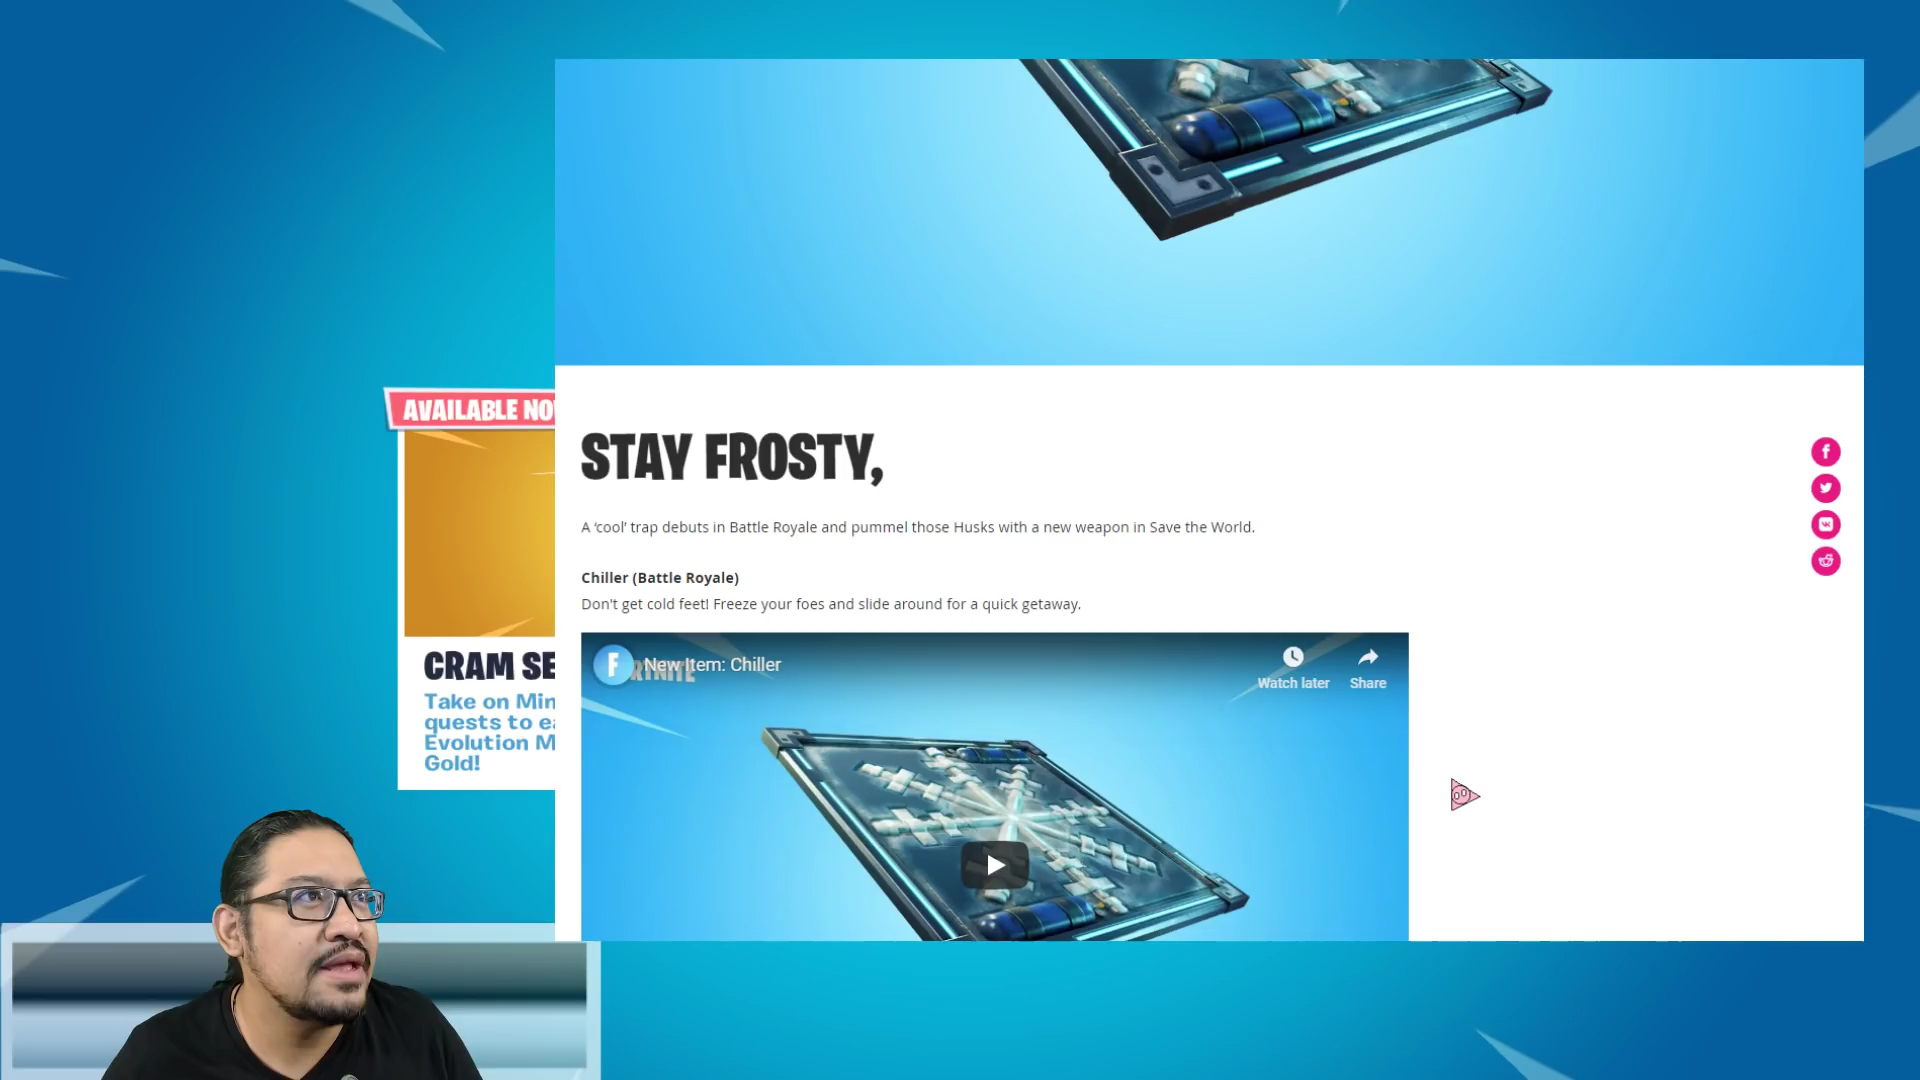 AVAILABLE NO
CRAM SE
Take on Min
quests to ea
Evolution M
Gold!
STAY FROSTY,
A ‘cool’ trap debuts in Battle Royale and pummel those Husks with a new weapon in Save the World.
Chiller (Battle Royale)
Don't get cold feet! Freeze your foes and slide around for a quick getaway.
F RTNITE
New Item: Chiller
Watch later
Share